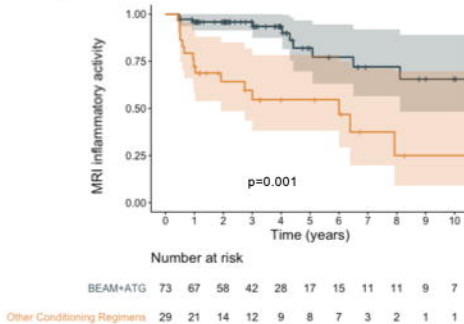 1.00
0.75
0.50
0.25
0.00
MRI inflammatory activity
p=0.001
0 1 2 3 4 5 6 7 8 9 10
Time (years)
Number at risk
BEAM+ATG 73 67 58 42 28 17 15 11 11 9 7
Other Conditioning Regimens 29 21 14 12 9 8 7 3 2 1 1